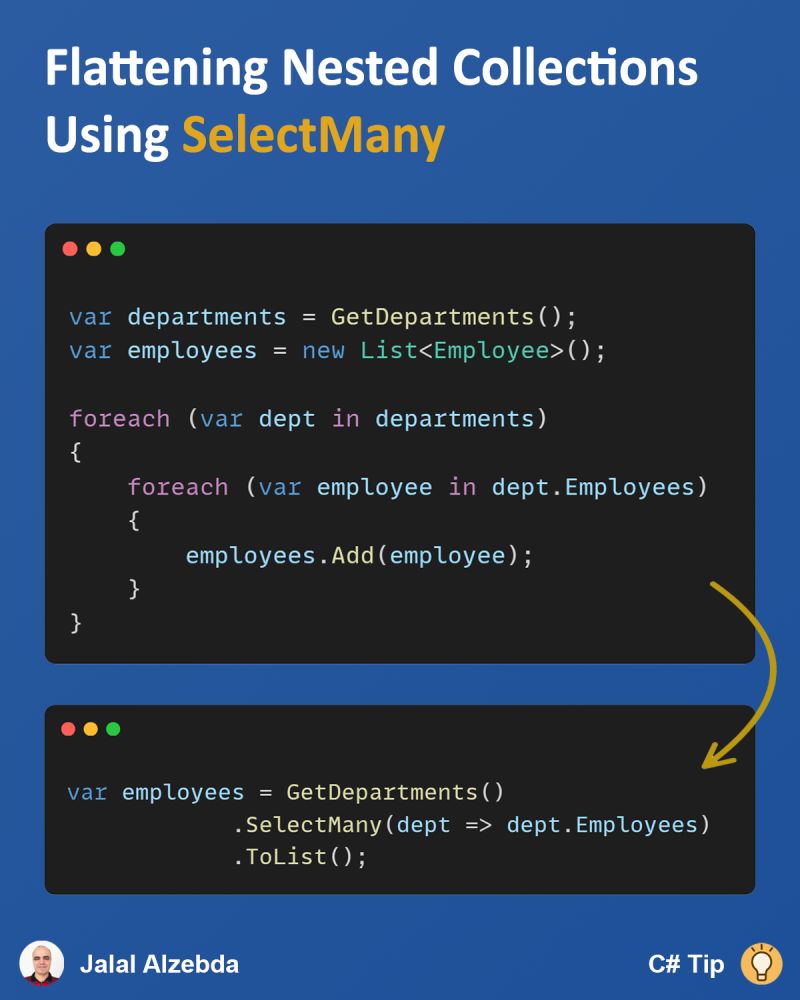 Flattening Nested Collections
Using SelectMany
var departments = GetDepartments();
var employees = new List<Employee>();
foreach (var dept in departments)
{
    foreach (var employee in dept.Employees)
    {
        employees.Add(employee);
    }
}
var employees = GetDepartments()
            .SelectMany(dept => dept.Employees)
            .ToList();
Jalal Alzebda
C# Tip